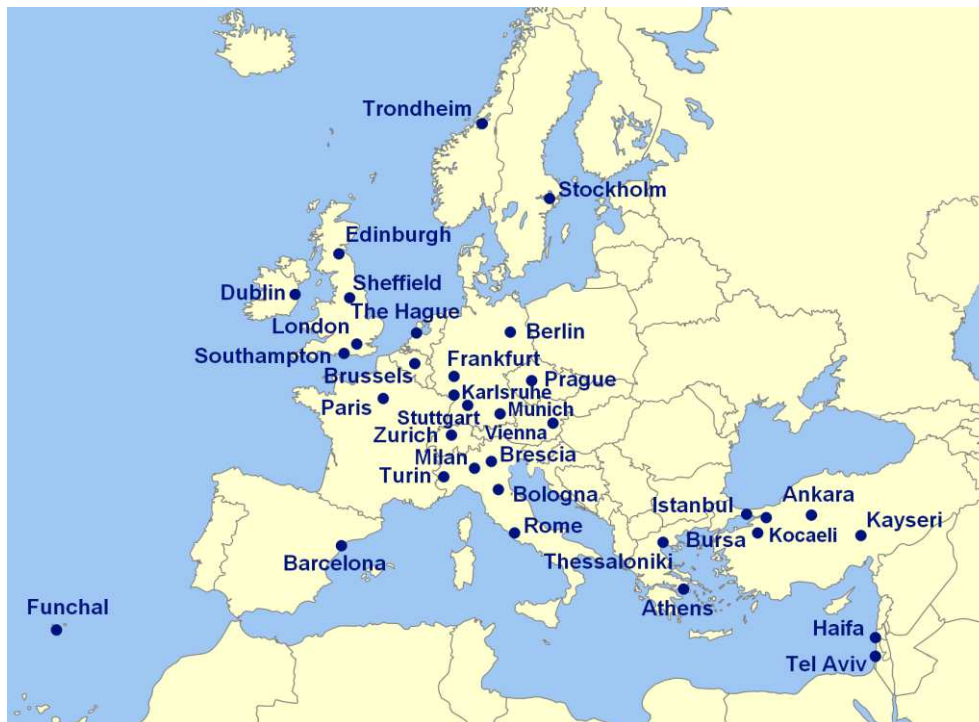 Trondheim
Stockholm
Edinburgh
Sheffield
Dublin
The Hague
London
Berlin
Southampton
Frankfurt
Brussels
Prague
Karlsruhe
Paris
Stuttgart
Munich
Zurich
Vienna
Milan
Brescia
Turin
Bologna
Istanbul
Ankara
Rome
Bursa
Kocaeli
Kayseri
Barcelona
Thessaloniki
Athens
Funchal
Haifa
Tel Aviv